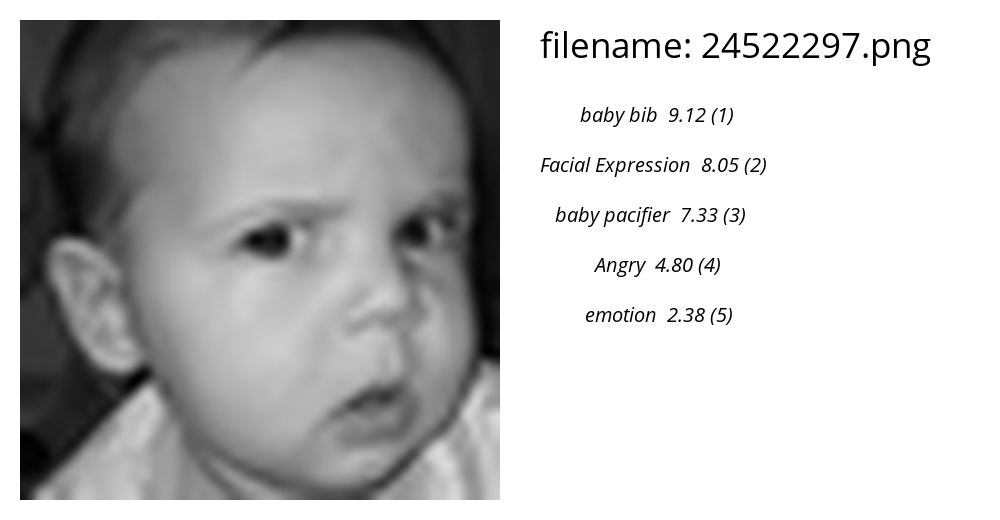 filename: 24522297.png
baby bib 9.12 (1)
Facial Expression 8.05 (2)
baby pacifier 7.33 (3)
Angry 4.80 (4)
emotion 2.38 (5)